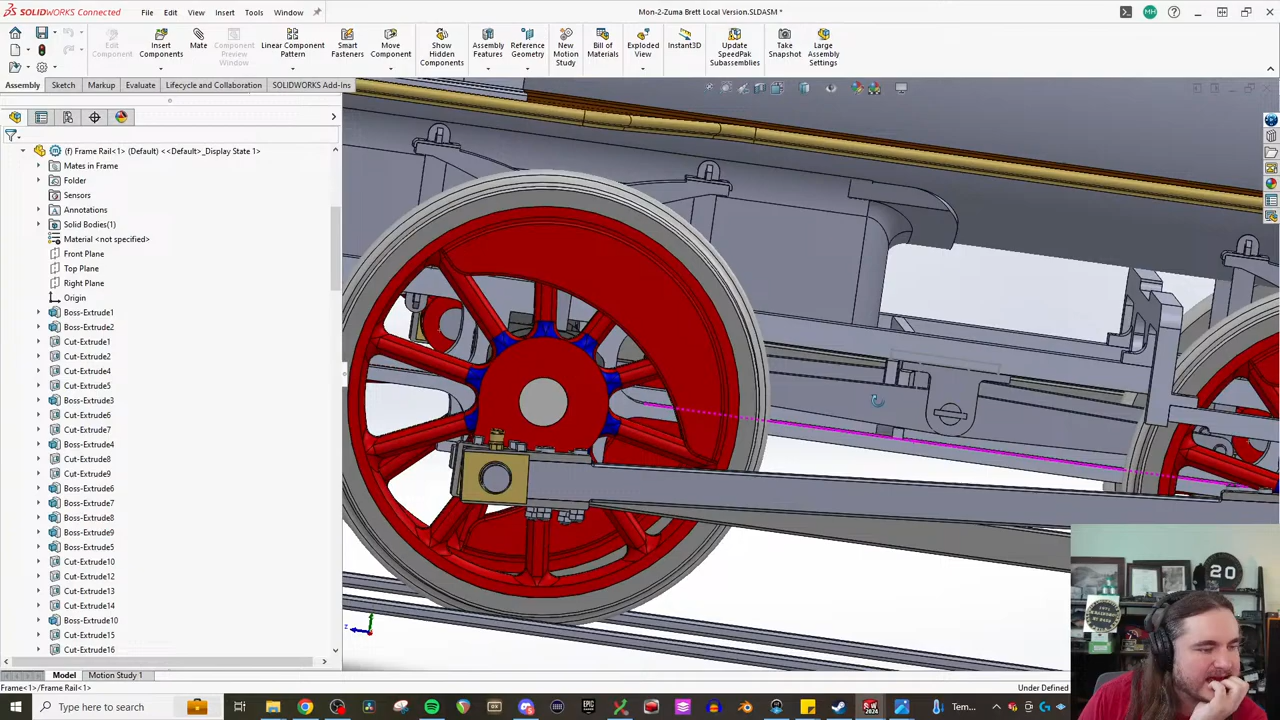 SOLIDWORKS Connected
File Edit View Insert Tools Window
Mon-2-Zuma Brett Local Version.SLDASM *
MH
Edit Component
Insert Components
Mate
Component Preview Window
Linear Component Pattern
Smart Fasteners
Move Component
Show Hidden Components
Assembly Features
Reference Geometry
New Motion Study
Bill of Materials
Exploded View
Instant3D
Update SpeedPak Subassemblies
Take Snapshot
Large Assembly Settings
Assembly Sketch Markup Evaluate Lifecycle and Collaboration SOLIDWORKS Add-Ins
(f) Frame Rail<1> (Default) <<Default>_Display State 1>
Mates in Frame
Folder
Sensors
Annotations
Solid Bodies(1)
Material <not specified>
Front Plane
Top Plane
Right Plane
Origin
Boss-Extrude1
Boss-Extrude2
Cut-Extrude1
Cut-Extrude2
Cut-Extrude4
Cut-Extrude5
Boss-Extrude3
Cut-Extrude6
Cut-Extrude7
Boss-Extrude4
Cut-Extrude8
Cut-Extrude9
Boss-Extrude6
Boss-Extrude7
Boss-Extrude8
Boss-Extrude9
Boss-Extrude5
Cut-Extrude10
Cut-Extrude12
Cut-Extrude13
Cut-Extrude14
Boss-Extrude10
Cut-Extrude15
Cut-Extrude16
Z
20
Model Motion Study 1
Frame<1>/Frame Rail<1>
Under Defined
Type here to search
Tem...